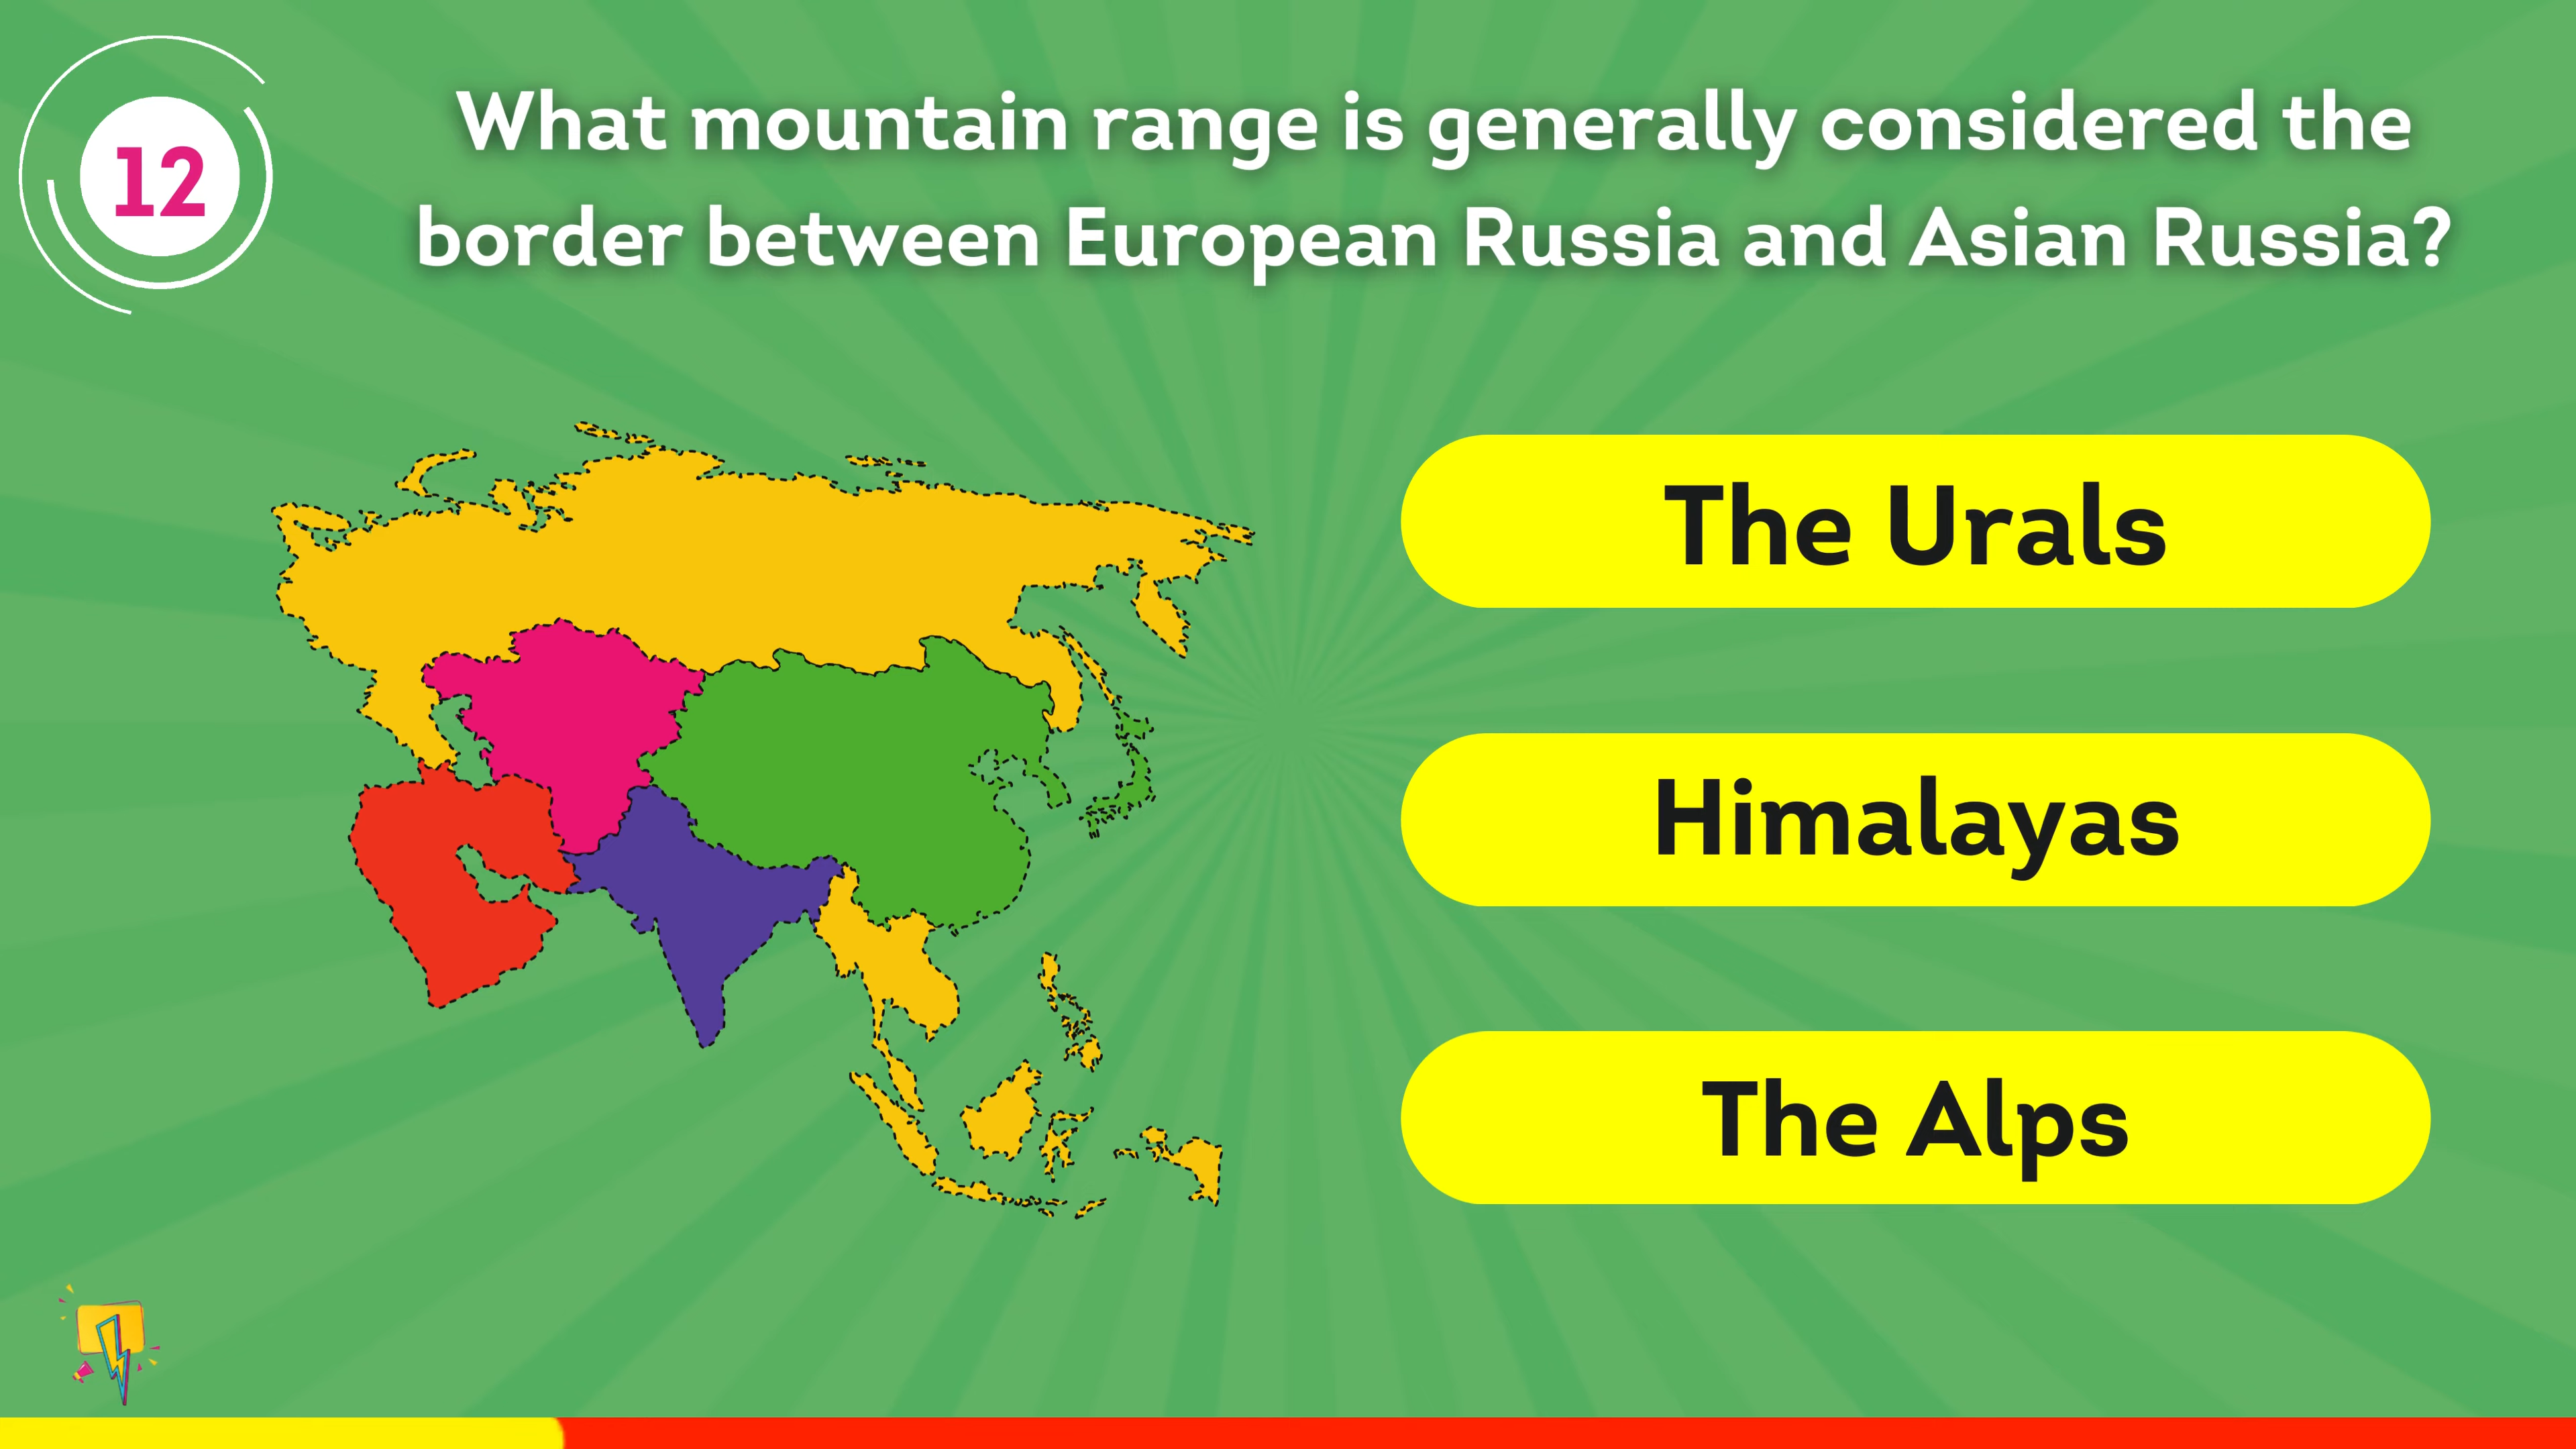 12
What mountain range is generally considered the
border between European Russia and Asian Russia?
The Urals
Himalayas
The Alps